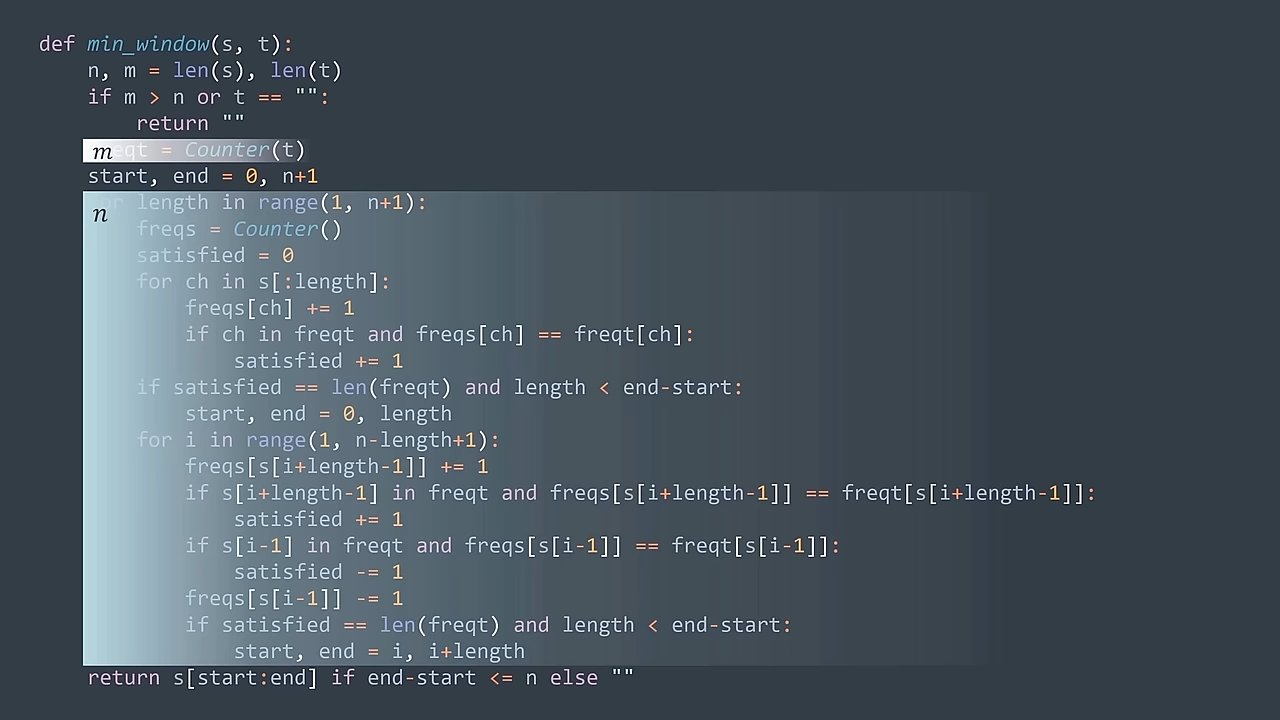 def min_window(s, t):
    n, m = len(s), len(t)
    if m > n or t == "":
        return ""
    m eqt = Counter(t)
    start, end = 0, n+1
    for length in range(1, n+1):
n
        freqs = Counter()
        satisfied = 0
        for ch in s[:length]:
            freqs[ch] += 1
            if ch in freqt and freqs[ch] == freqt[ch]:
                satisfied += 1
        if satisfied == len(freqt) and length < end-start:
            start, end = 0, length
        for i in range(1, n-length+1):
            freqs[s[i+length-1]] += 1
            if s[i+length-1] in freqt and freqs[s[i+length-1]] == freqt[s[i+length-1]]:
                satisfied += 1
            if s[i-1] in freqt and freqs[s[i-1]] == freqt[s[i-1]]:
                satisfied -= 1
            freqs[s[i-1]] -= 1
            if satisfied == len(freqt) and length < end-start:
                start, end = i, i+length
    return s[start:end] if end-start <= n else ""